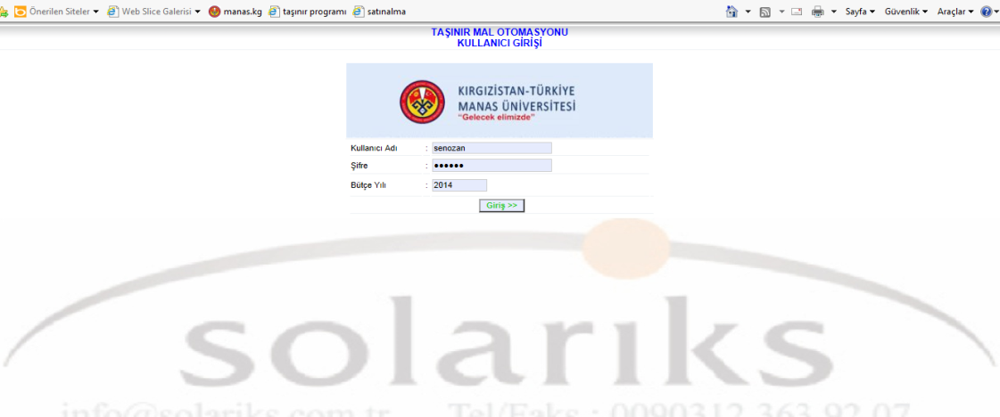 Önerilen Siteler Web Slice Galerisi manas.kg taşınır programı satınalma Sayfa Güvenlik Araçlar
TAŞINIR MAL OTOMASYONU
KULLANICI GİRİŞİ
KIRGIZİSTAN-TÜRKİYE
MANAS ÜNİVERSİTESİ
"Gelecek elimizde"
Kullanıcı Adı : senozan
Şifre : ••••••
Bütçe Yılı : 2014
Giriş >>
solarıks
info@solariks.com.tr Tel/Faks : 0090312 363 92 07